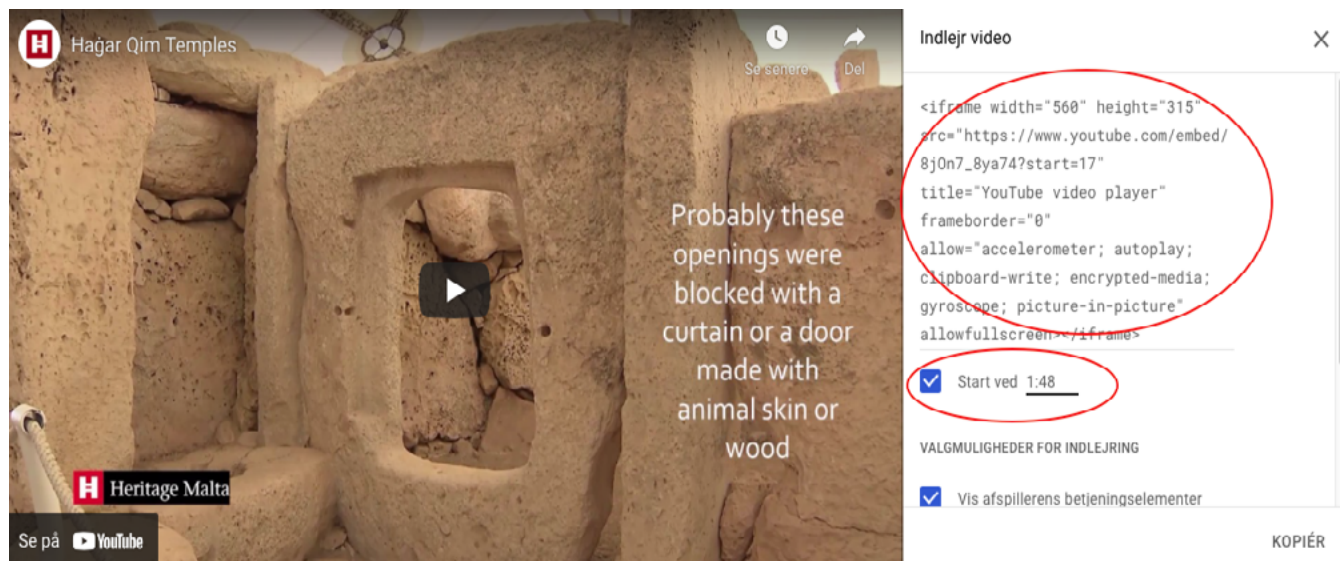 Haġar Qim Temples
Se senere
Del
Probably these
openings were
blocked with a
curtain or a door
made with
animal skin or
wood
Heritage Malta
Se på YouTube
Indlejr video
<iframe width="560" height="315"
src="https://www.youtube.com/embed/
8jOn7_8ya74?start=17"
title="YouTube video player"
frameborder="0"
allow="accelerometer; autoplay;
clipboard-write; encrypted-media;
gyroscope; picture-in-picture"
allowfullscreen></iframe>
Start ved 1:48
VALGMULIGHEDER FOR INDLEJRING
Vis afspillerens betjeningselementer
KOPIÉR